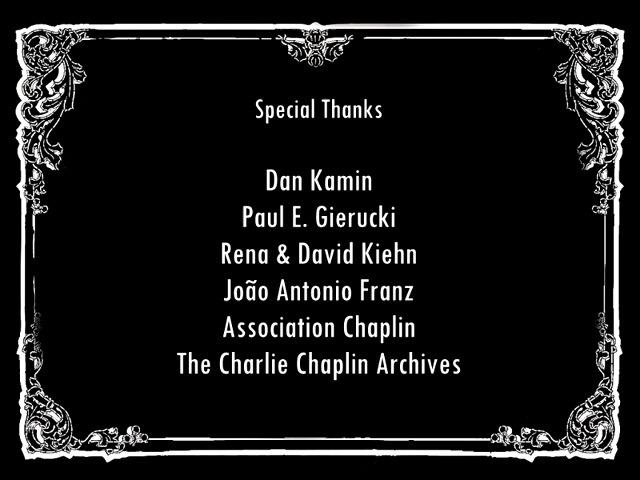 Special Thanks
Dan Kamin
Paul E. Gierucki
Rena & David Kiehn
João Antonio Franz
Association Chaplin
The Charlie Chaplin Archives